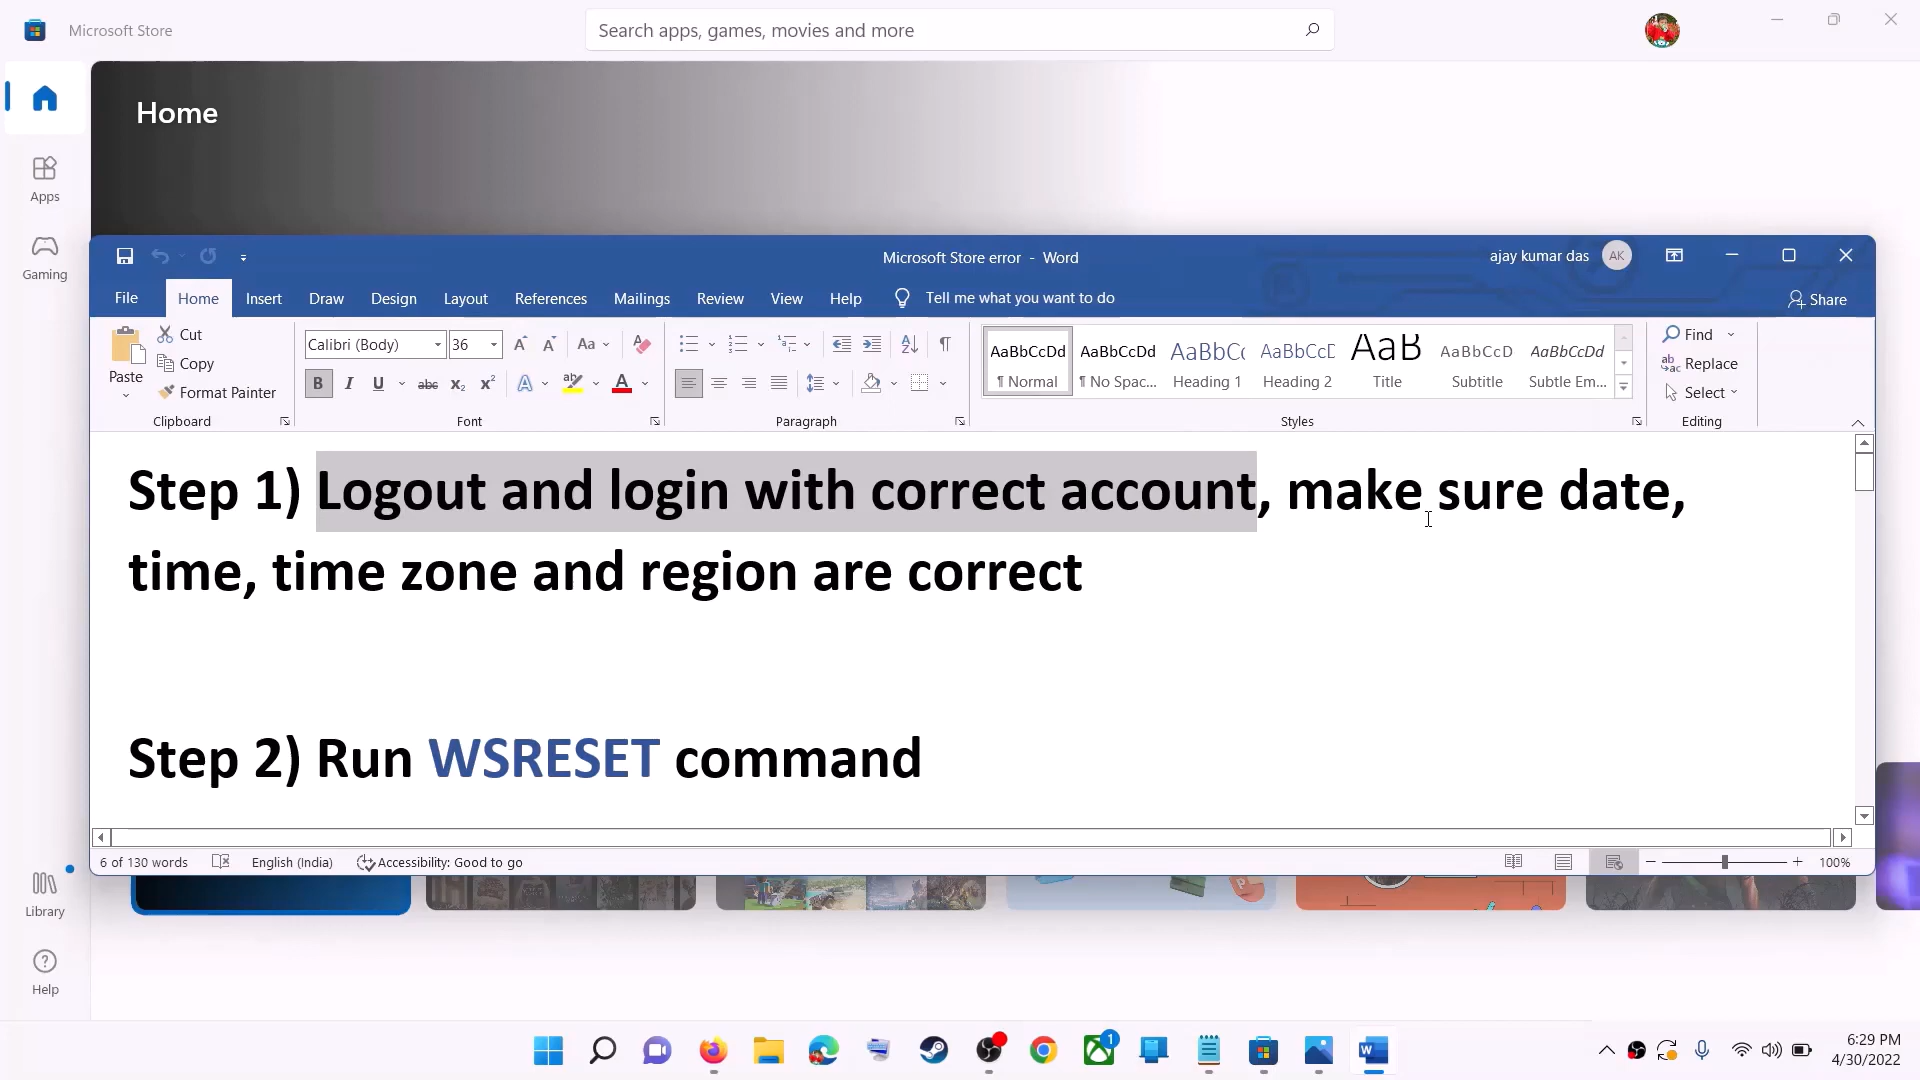 Microsoft Store
Search apps, games, movies and more
Home
Apps
Gaming
Library
Help
Microsoft Store error - Word
ajay kumar das
AK
File Home Insert Draw Design Layout References Mailings Review View Help Tell me what you want to do
Share
Paste
Cut
Copy
Format Painter
Clipboard
Calibri (Body) 36
Aa
B I U abc x₂ x² A A
Font
Paragraph
AaBbCcDd AaBbCcDd AaBbCc AaBbCcD AaB AaBbCcD AaBbCcDd
¶ Normal ¶ No Spac... Heading 1 Heading 2 Title Subtitle Subtle Em...
Styles
Find
Replace
Select
Editing
Step 1) Logout and login with correct account, make sure date,
time, time zone and region are correct
Step 2) Run WSRESET command
6 of 130 words English (India) Accessibility: Good to go
100%
1
6:29 PM
4/30/2022